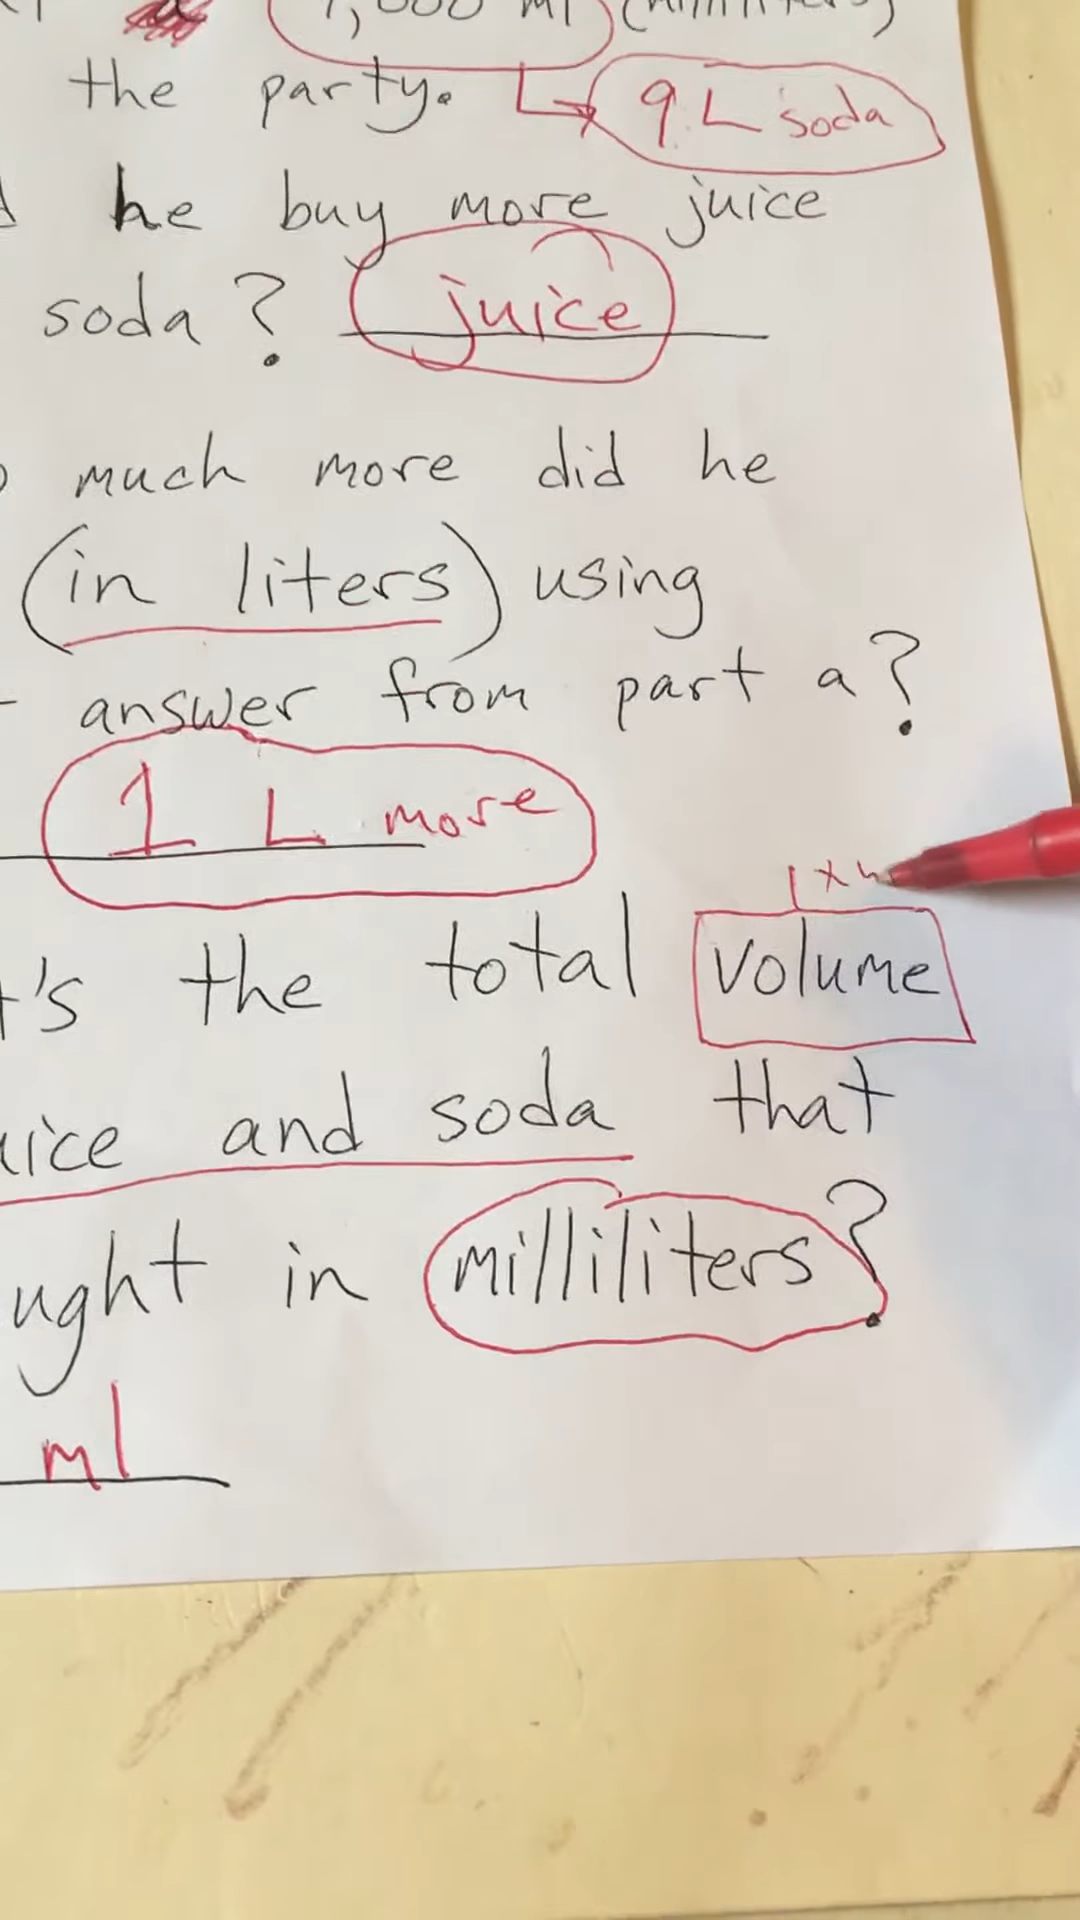 the party. 9 L soda
he buy more juice
soda? juice
much more did he
(in liters) using
answer from part a?
1 L more
the total volume
and soda that
in milliliters?
ml